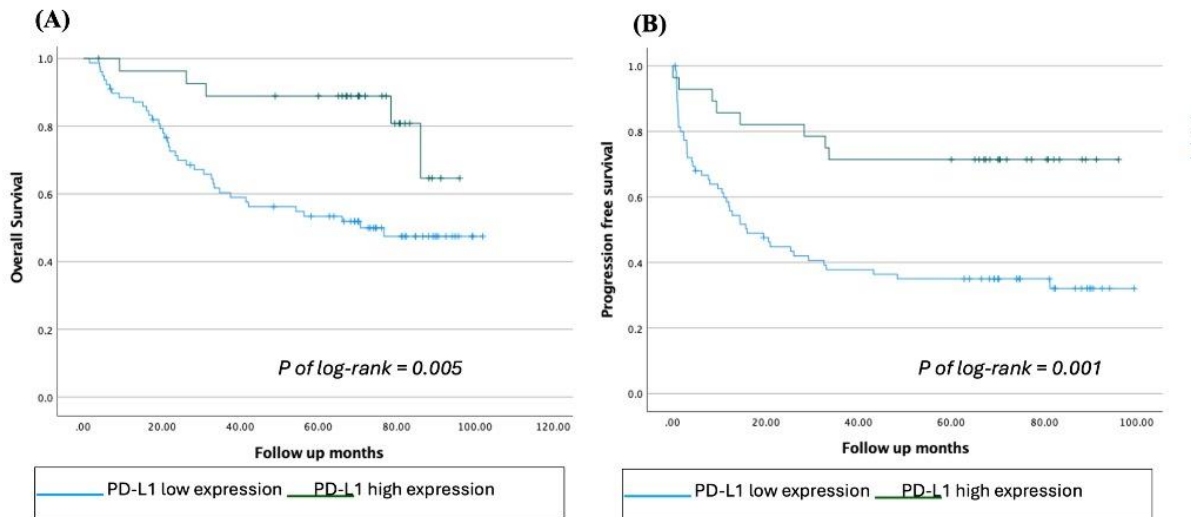 (A)
(B)
1.0
0.8
0.6
0.4
0.2
0.0
Overall Survival
P of log-rank = 0.005
.00 20.00 40.00 60.00 80.00 100.00 120.00
Follow up months
PD-L1 low expression PD-L1 high expression
1.0
0.8
0.6
0.4
0.2
0.0
Progression free survival
P of log-rank = 0.001
.00 20.00 40.00 60.00 80.00 100.00
Follow up months
PD-L1 low expression PD-L1 high expression